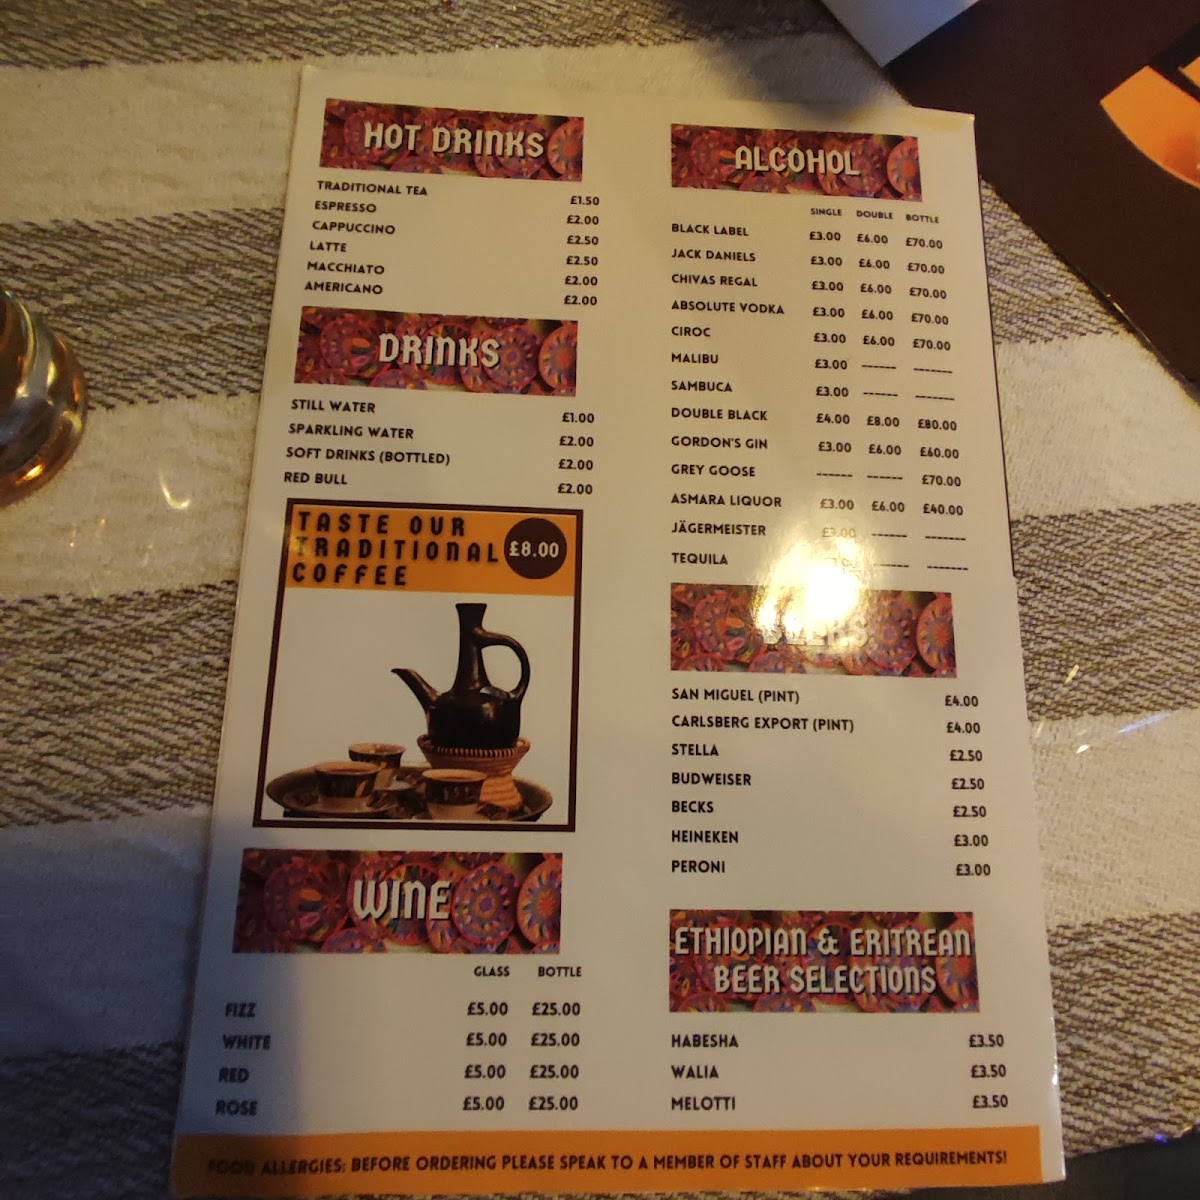 HOT DRINKS
TRADITIONAL TEA £1.50
ESPRESSO £2.00
CAPPUCCINO £2.50
LATTE £2.50
MACCHIATO £2.00
AMERICANO £2.00
DRINKS
STILL WATER £1.00
SPARKLING WATER £2.00
SOFT DRINKS (BOTTLED) £2.00
RED BULL £2.00
TASTE OUR
TRADITIONAL £8.00
COFFEE
WINE
GLASS BOTTLE
FIZZ £5.00 £25.00
WHITE £5.00 £25.00
RED £5.00 £25.00
ROSE £5.00 £25.00
ALCOHOL
SINGLE DOUBLE BOTTLE
BLACK LABEL £3.00 £6.00 £70.00
JACK DANIELS £3.00 £6.00 £70.00
CHIVAS REGAL £3.00 £6.00 £70.00
ABSOLUTE VODKA £3.00 £6.00 £70.00
CIROC £3.00 £6.00 £70.00
MALIBU £3.00 ------ -------
SAMBUCA £3.00 ------ -------
DOUBLE BLACK £4.00 £8.00 £80.00
GORDON'S GIN £3.00 £6.00 £60.00
GREY GOOSE ------ ------ £70.00
ASMARA LIQUOR £3.00 £6.00 £40.00
JÄGERMEISTER £3.00 ------ -------
TEQUILA ------ -------
BEERS
SAN MIGUEL (PINT) £4.00
CARLSBERG EXPORT (PINT) £4.00
STELLA £2.50
BUDWEISER £2.50
BECKS £2.50
HEINEKEN £3.00
PERONI £3.00
ETHIOPIAN & ERITREAN
BEER SELECTIONS
HABESHA £3.50
WALIA £3.50
MELOTTI £3.50
FOOD ALLERGIES: BEFORE ORDERING PLEASE SPEAK TO A MEMBER OF STAFF ABOUT YOUR REQUIREMENTS!